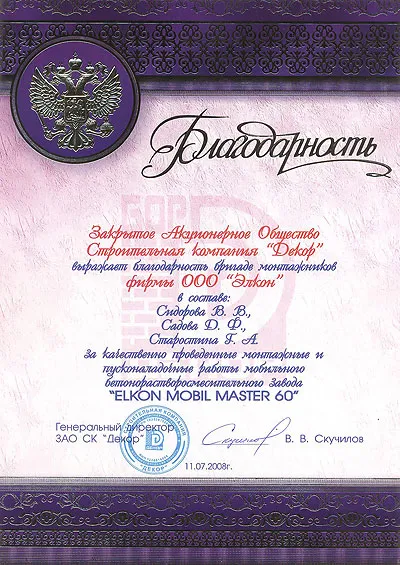 Благодарность
Закрытое Акционерное Общество
Строительная компания "Декор"
выражает благодарность бригаде монтажников
фирмы ООО "Элкон"
в составе:
Сидорова В. В.,
Садова Д. Ф.,
Старостина Г. А.
за качественно проведенные монтажные и
пусконаладочные работы мобильного
бетонорастворосмесительного завода
"ELKON MOBIL MASTER 60"
Генеральный директор
ЗАО СК "Декор"
В. В. Скучилов
11.07.2008г.
"ДЕКОР"